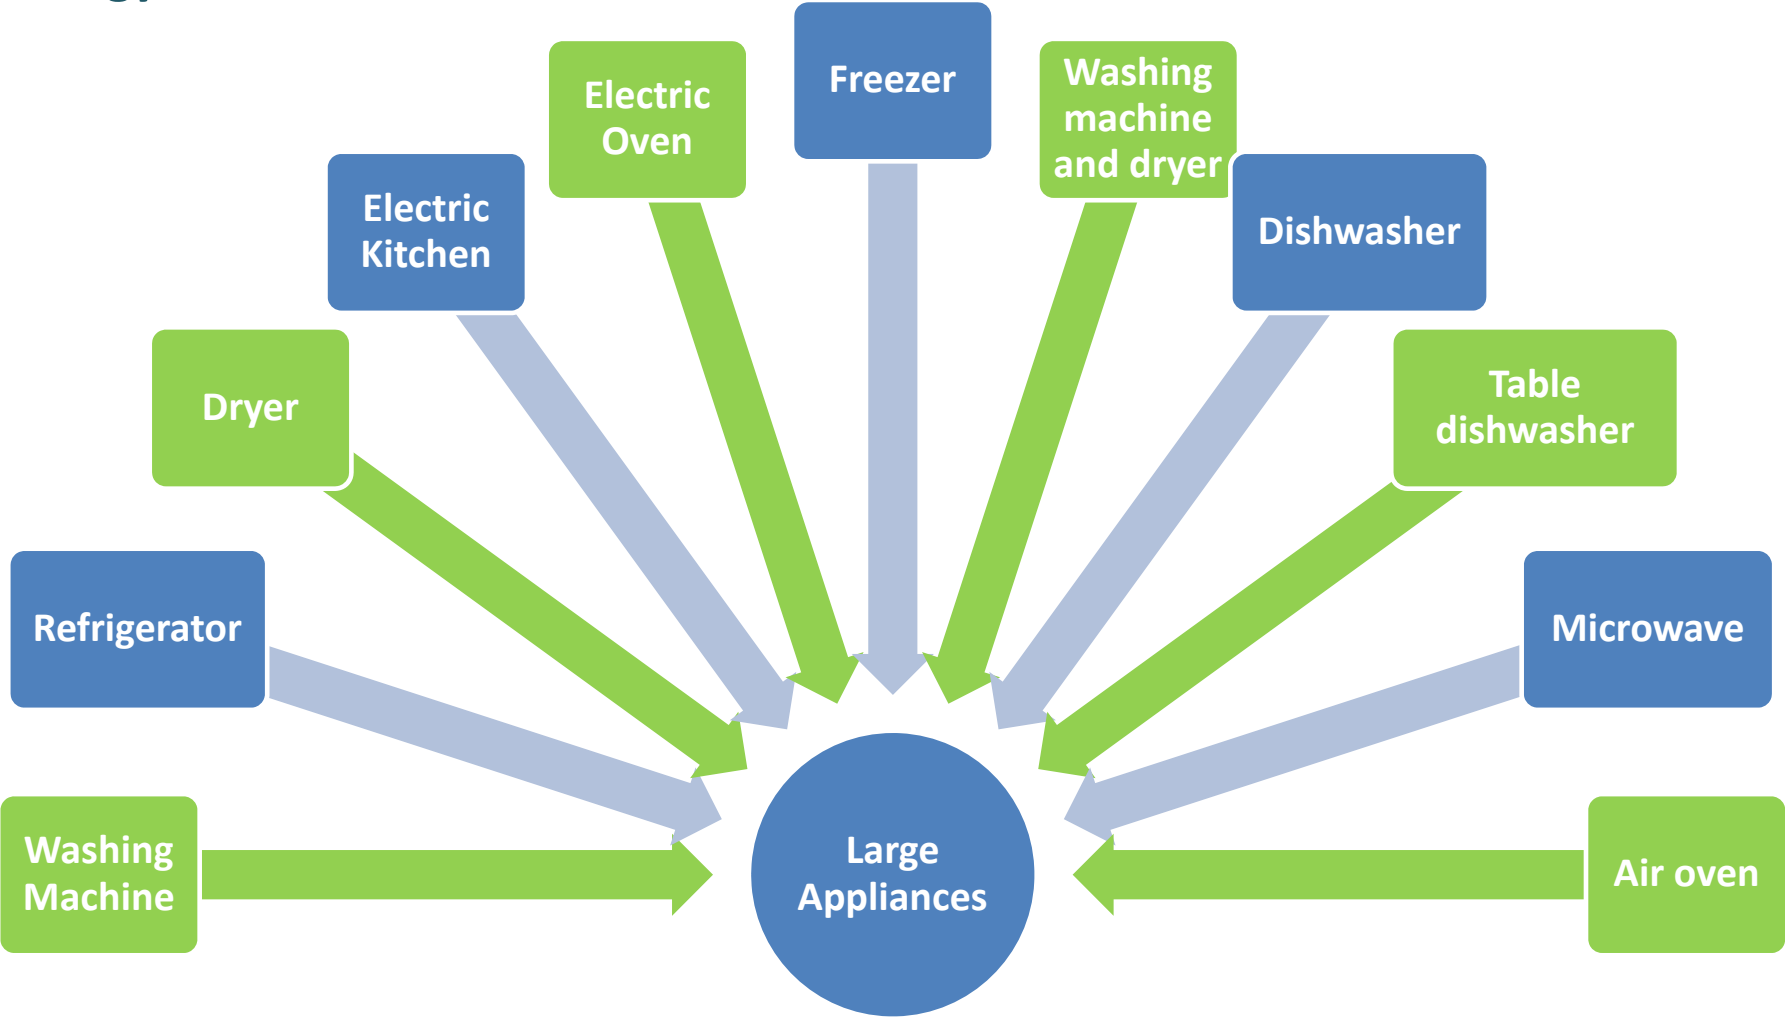 Freezer
Washing
machine
and dryer
Electric
Oven
Electric
Kitchen
Dishwasher
Dryer
Table
dishwasher
Refrigerator
Microwave
Washing
Machine
Large
Appliances
Air oven